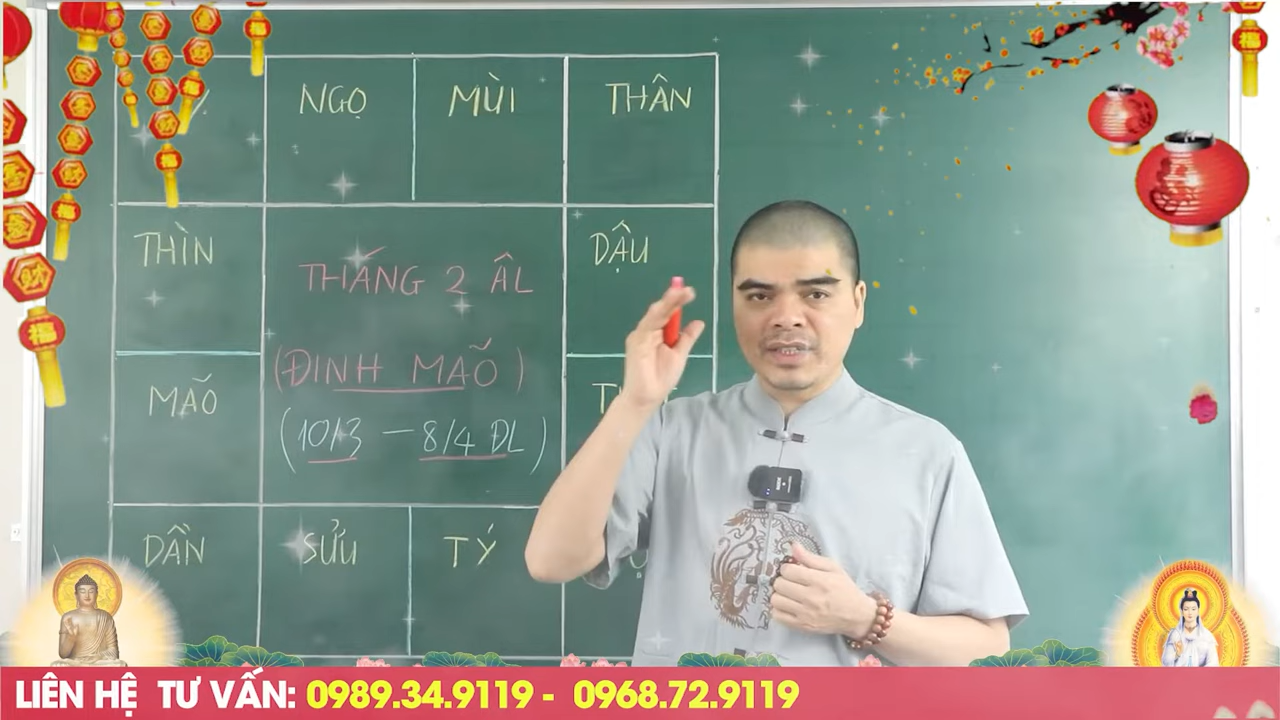 NGỌ MÙI THÂN
THÌN DẬU
THÁNG 2 ÂL
(ĐINH MÃO)
MÃO
(10/3 – 8/4 ĐL)
DẦN SỬU TÝ
LIÊN HỆ TƯ VẤN: 0989.34.9119 - 0968.72.9119